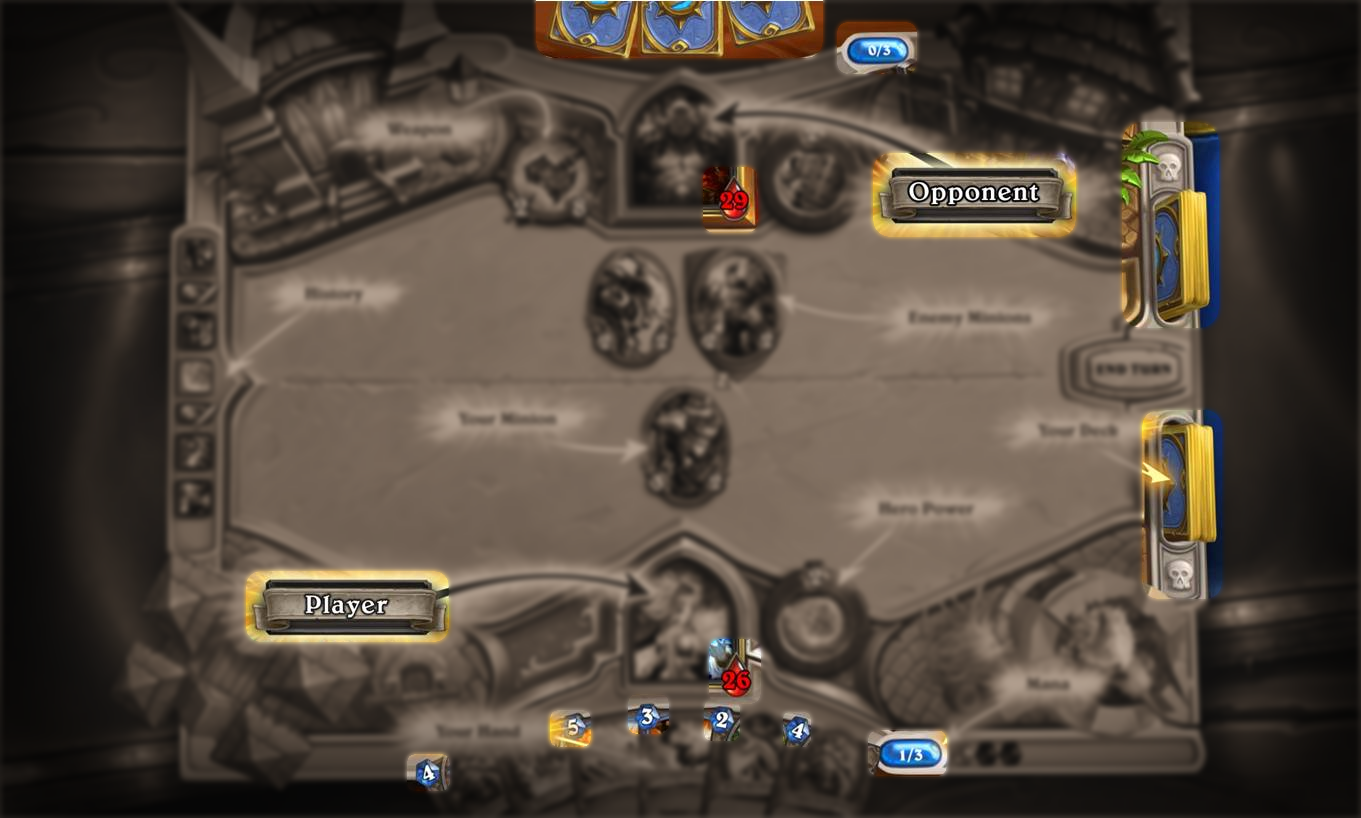 0/3
Weapon
Opponent
29
History
Enemy Minions
END TURN
Your Minion
Your Deck
Hero Power
Player
26
Mana
5
3
2
4
Your Hand
1/3
4